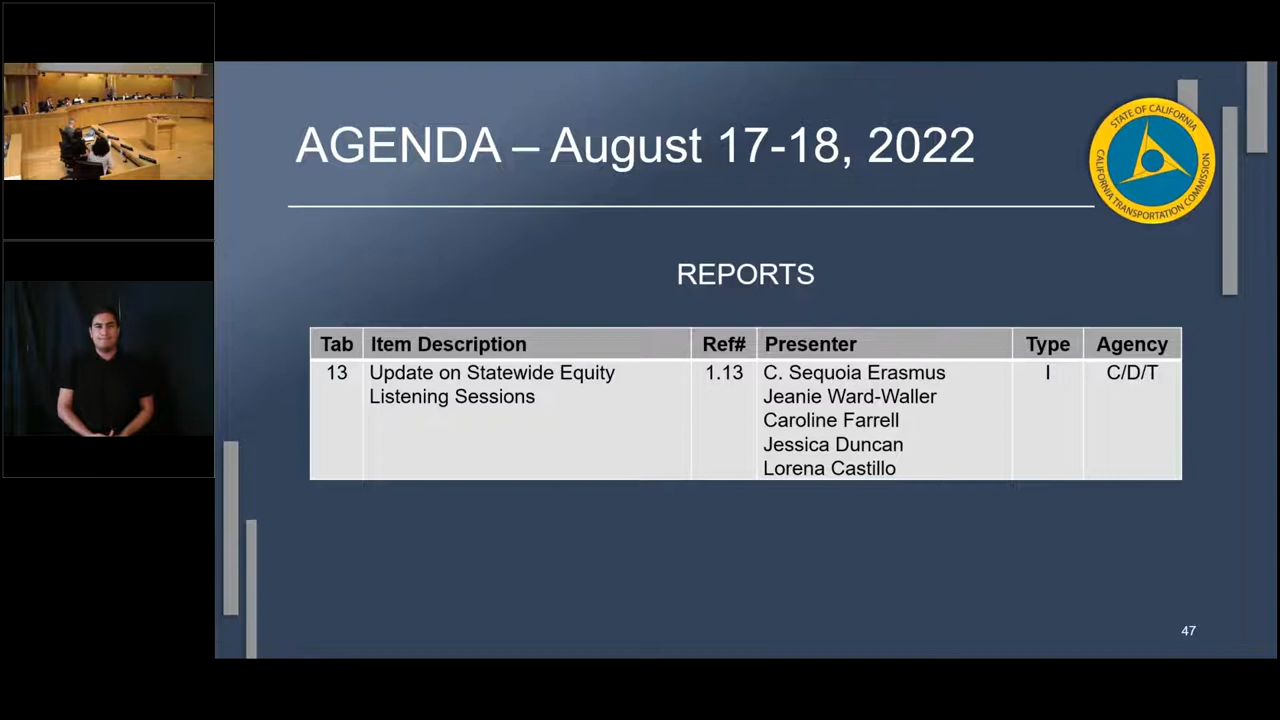 AGENDA – August 17-18, 2022
STATE OF CALIFORNIA
CALIFORNIA TRANSPORTATION COMMISSION
REPORTS
Tab Item Description Ref# Presenter Type Agency
13 Update on Statewide Equity 1.13 C. Sequoia Erasmus I C/D/T
Listening Sessions Jeanie Ward-Waller
Caroline Farrell
Jessica Duncan
Lorena Castillo
47